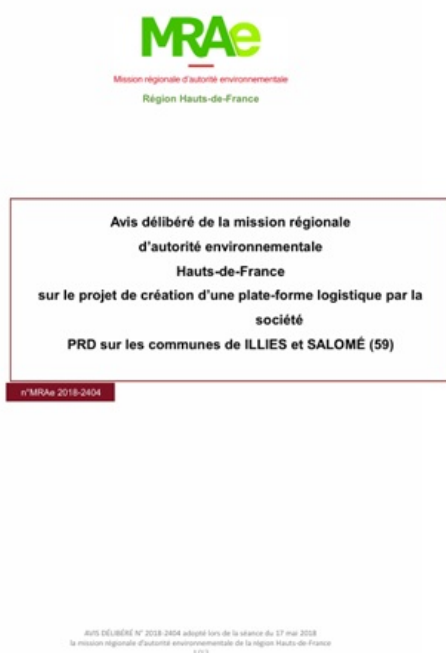 MRAe
Mission régionale d'autorité environnementale
Région Hauts-de-France
Avis délibéré de la mission régionale
d'autorité environnementale
Hauts-de-France
sur le projet de création d'une plate-forme logistique par la
société
PRD sur les communes de ILLIES et SALOMÉ (59)
n°MRAe 2018-2404
AVIS DÉLIBÉRÉ N° 2018-2404 adopté lors de la séance du 17 mai 2018
la mission régionale d'autorité environnementale de la région Hauts-de-France